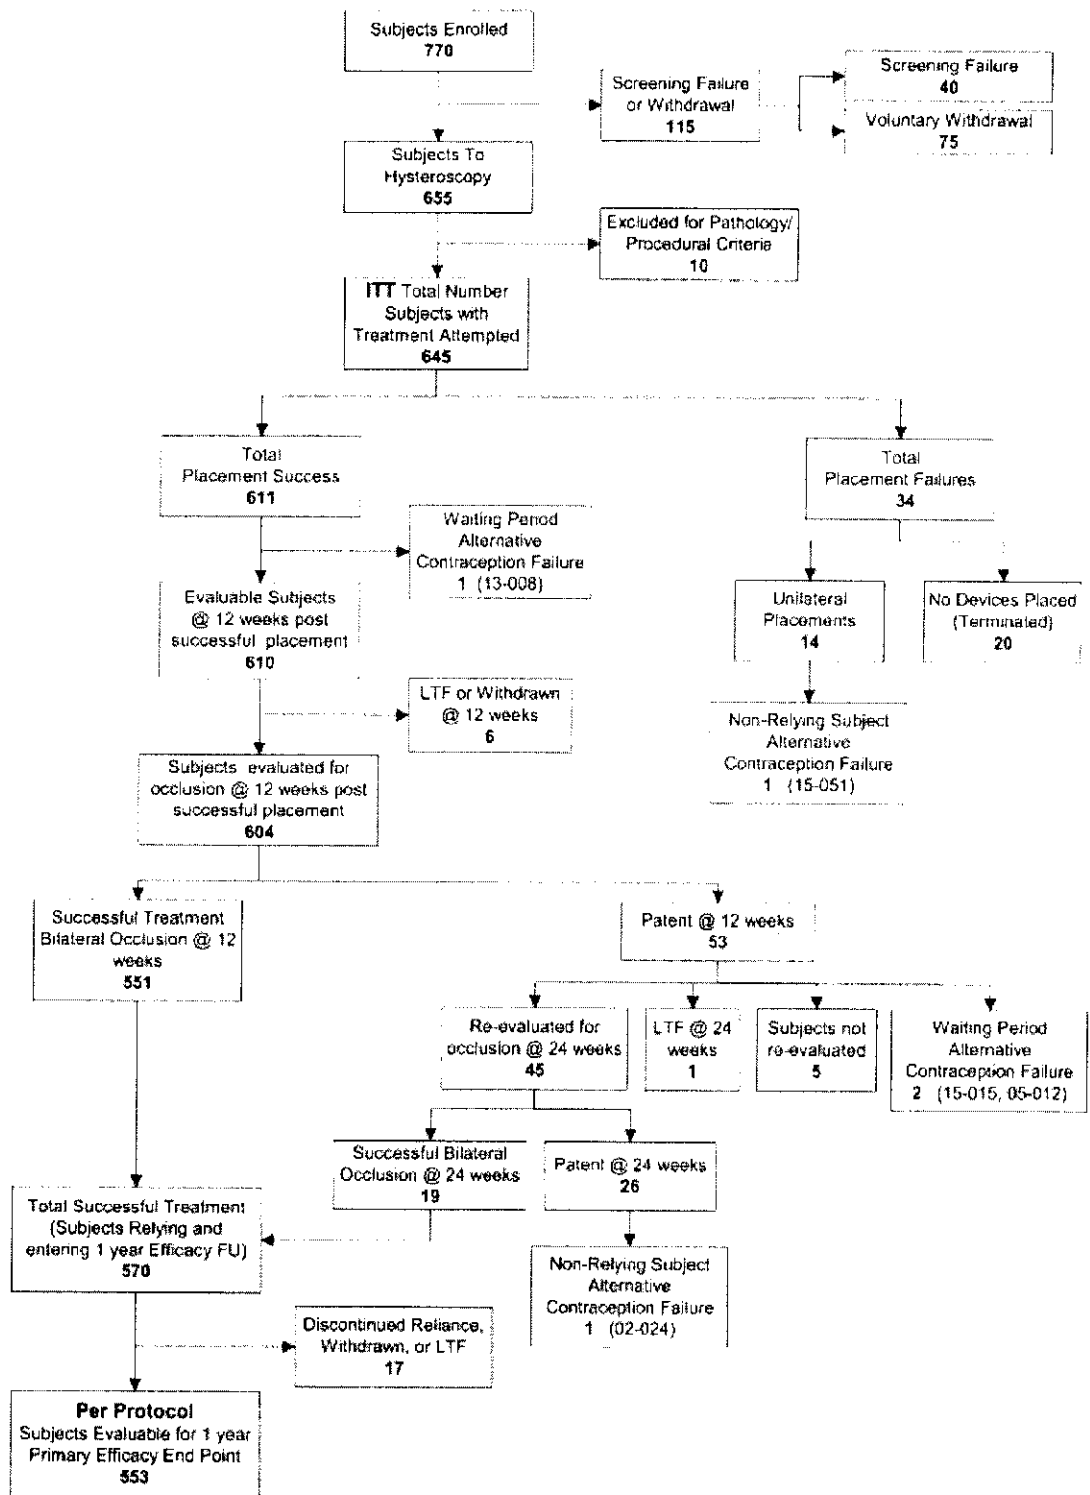 Subjects Enrolled
770
Screening Failure
or Withdrawal
115
Screening Failure
40
Voluntary Withdrawal
75
Subjects To
Hysteroscopy
655
Excluded for Pathology/
Procedural Criteria
10
ITT Total Number
Subjects with
Treatment Attempted
645
Total
Placement Success
611
Total
Placement Failures
34
Waiting Period
Alternative
Contraception Failure
1 (13-008)
Evaluable Subjects
@ 12 weeks post
successful placement
610
Unilateral
Placements
14
No Devices Placed
(Terminated)
20
LTF or Withdrawn
@ 12 weeks
6
Non-Relying Subject
Alternative
Contraception Failure
1 (15-051)
Subjects evaluated for
occlusion @ 12 weeks post
successful placement
604
Successful Treatment
Bilateral Occlusion @ 12
weeks
551
Patent @ 12 weeks
53
Re-evaluated for
occlusion @ 24 weeks
45
LTF @ 24
weeks
1
Subjects not
re-evaluated
5
Waiting Period
Alternative
Contraception Failure
2 (15-015, 05-012)
Successful Bilateral
Occlusion @ 24 weeks
19
Patent @ 24 weeks
26
Total Successful Treatment
(Subjects Relying and
entering 1 year Efficacy FU)
570
Non-Relying Subject
Alternative
Contraception Failure
1 (02-024)
Discontinued Reliance,
Withdrawn, or LTF
17
Per Protocol
Subjects Evaluable for 1 year
Primary Efficacy End Point
553